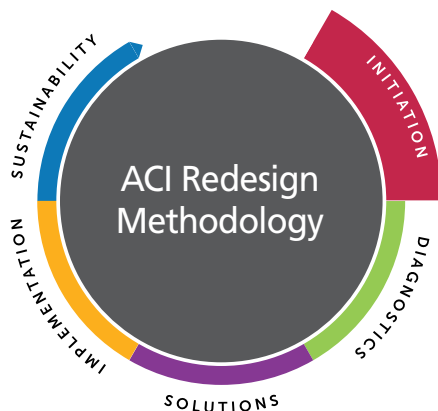 ACI Redesign
Methodology
INITIATION
DIAGNOSTICS
SOLUTIONS
IMPLEMENTATION
SUSTAINABILITY